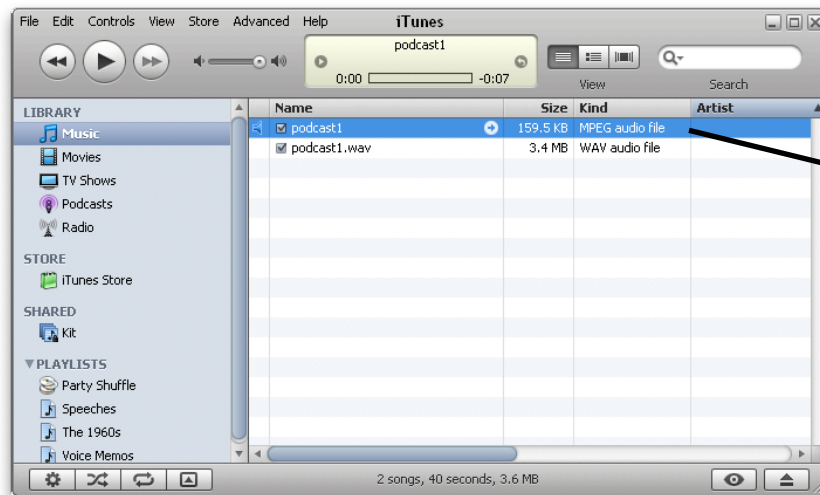 File Edit Controls View Store Advanced Help iTunes
podcast1
0:00 -0:07
View Search
LIBRARY
Music
Movies
TV Shows
Podcasts
Radio
STORE
iTunes Store
SHARED
Kit
PLAYLISTS
Party Shuffle
Speeches
The 1960s
Voice Memos
Name Size Kind Artist
podcast1 159.5 KB MPEG audio file
podcast1.wav 3.4 MB WAV audio file
2 songs, 40 seconds, 3.6 MB